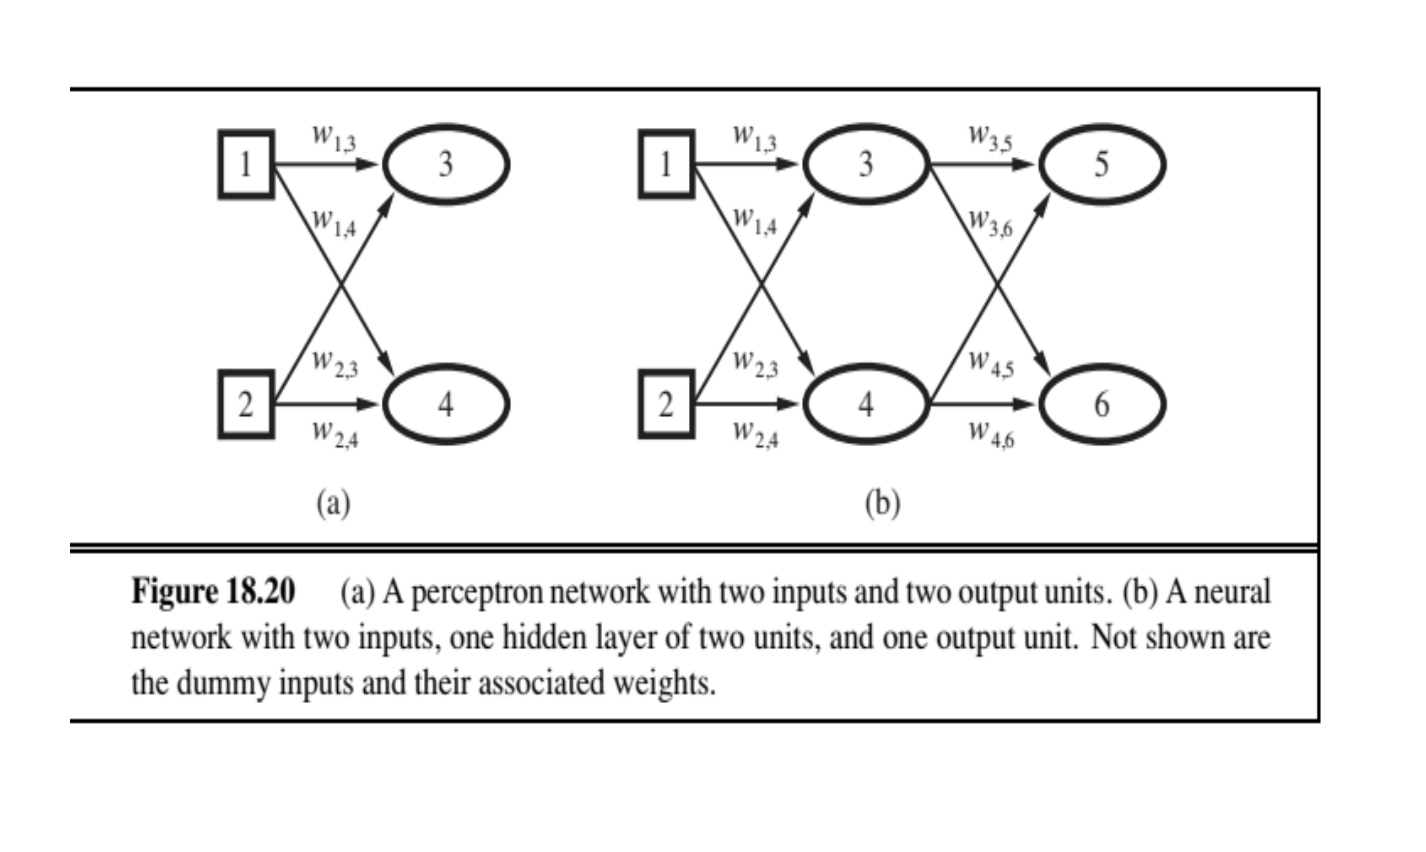 1 w1,3 3 1 w1,3 3 w3,5 5
w1,4 w1,4 w3,6
w2,3 w2,3 w4,5
2 4 2 4 6
w2,4 w2,4 w4,6
(a) (b)
Figure 18.20 (a) A perceptron network with two inputs and two output units. (b) A neural
network with two inputs, one hidden layer of two units, and one output unit. Not shown are
the dummy inputs and their associated weights.